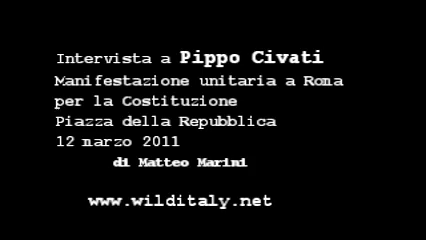 Intervista a Pippo Civati
Manifestazione unitaria a Roma
per la Costituzione
Piazza della Repubblica
12 marzo 2011
di Matteo Marini
www.wilditaly.net